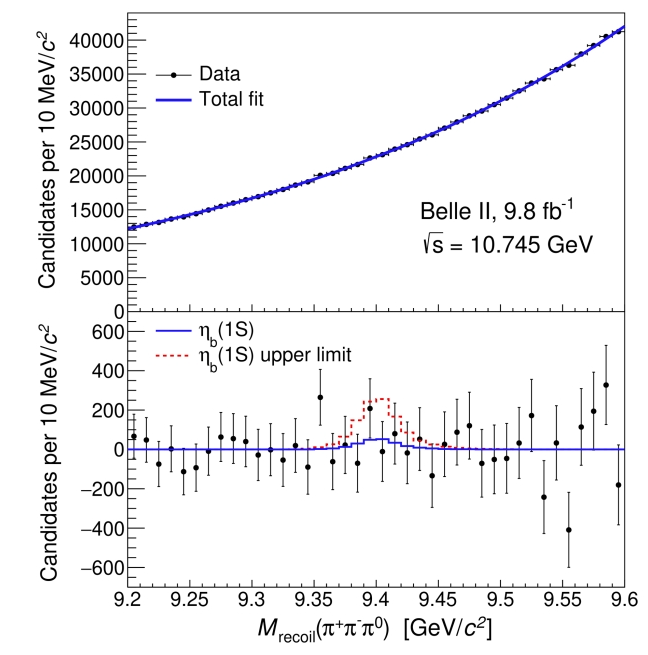 Candidates per 10 MeV/c²
40000
35000
30000
25000
20000
15000
10000
5000
0
Data
Total fit
Belle II, 9.8 fb⁻¹
√s = 10.745 GeV
Candidates per 10 MeV/c²
600
400
200
0
−200
−400
−600
η_b(1S)
η_b(1S) upper limit
9.2 9.25 9.3 9.35 9.4 9.45 9.5 9.55 9.6
M_recoil(π⁺π⁻π⁰) [GeV/c²]